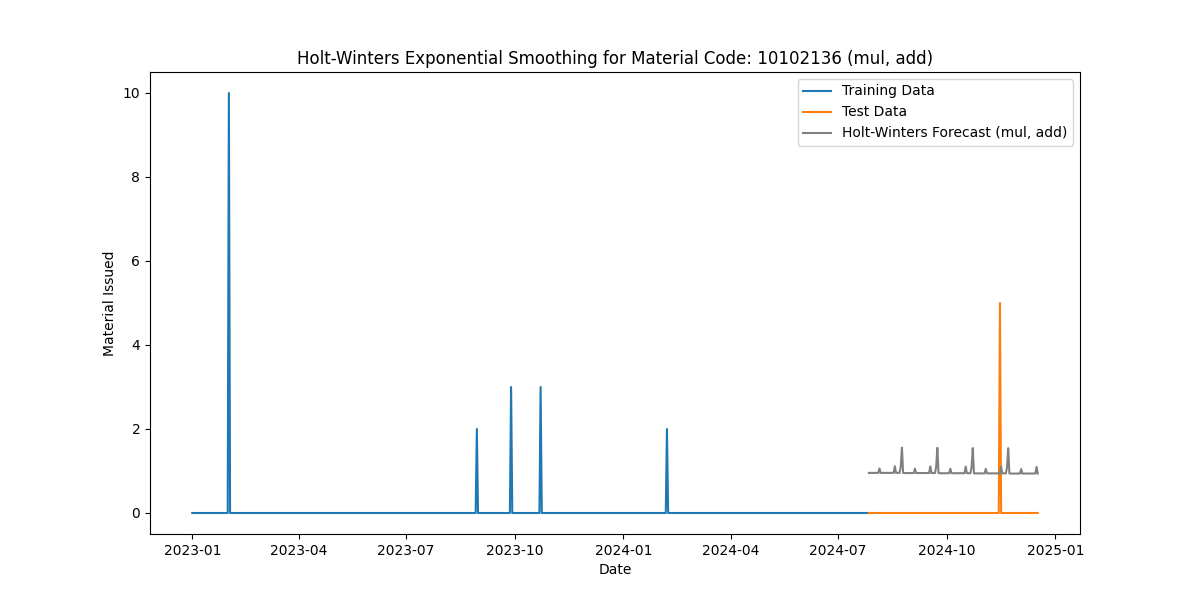 Holt-Winters Exponential Smoothing for Material Code: 10102136 (mul, add)
Training Data
Test Data
Holt-Winters Forecast (mul, add)
Material Issued
10
8
6
4
2
0
2023-01 2023-04 2023-07 2023-10 2024-01 2024-04 2024-07 2024-10 2025-01
Date